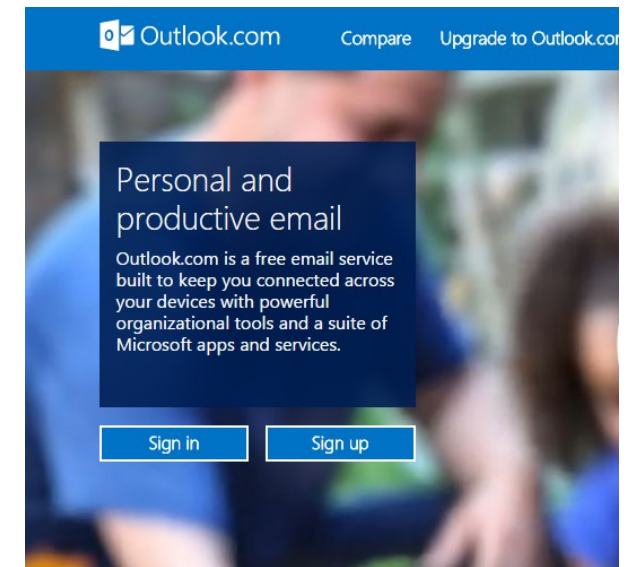 Outlook.com Compare Upgrade to Outlook.com
Personal and
productive email
Outlook.com is a free email service
built to keep you connected across
your devices with powerful
organizational tools and a suite of
Microsoft apps and services.
Sign in Sign up